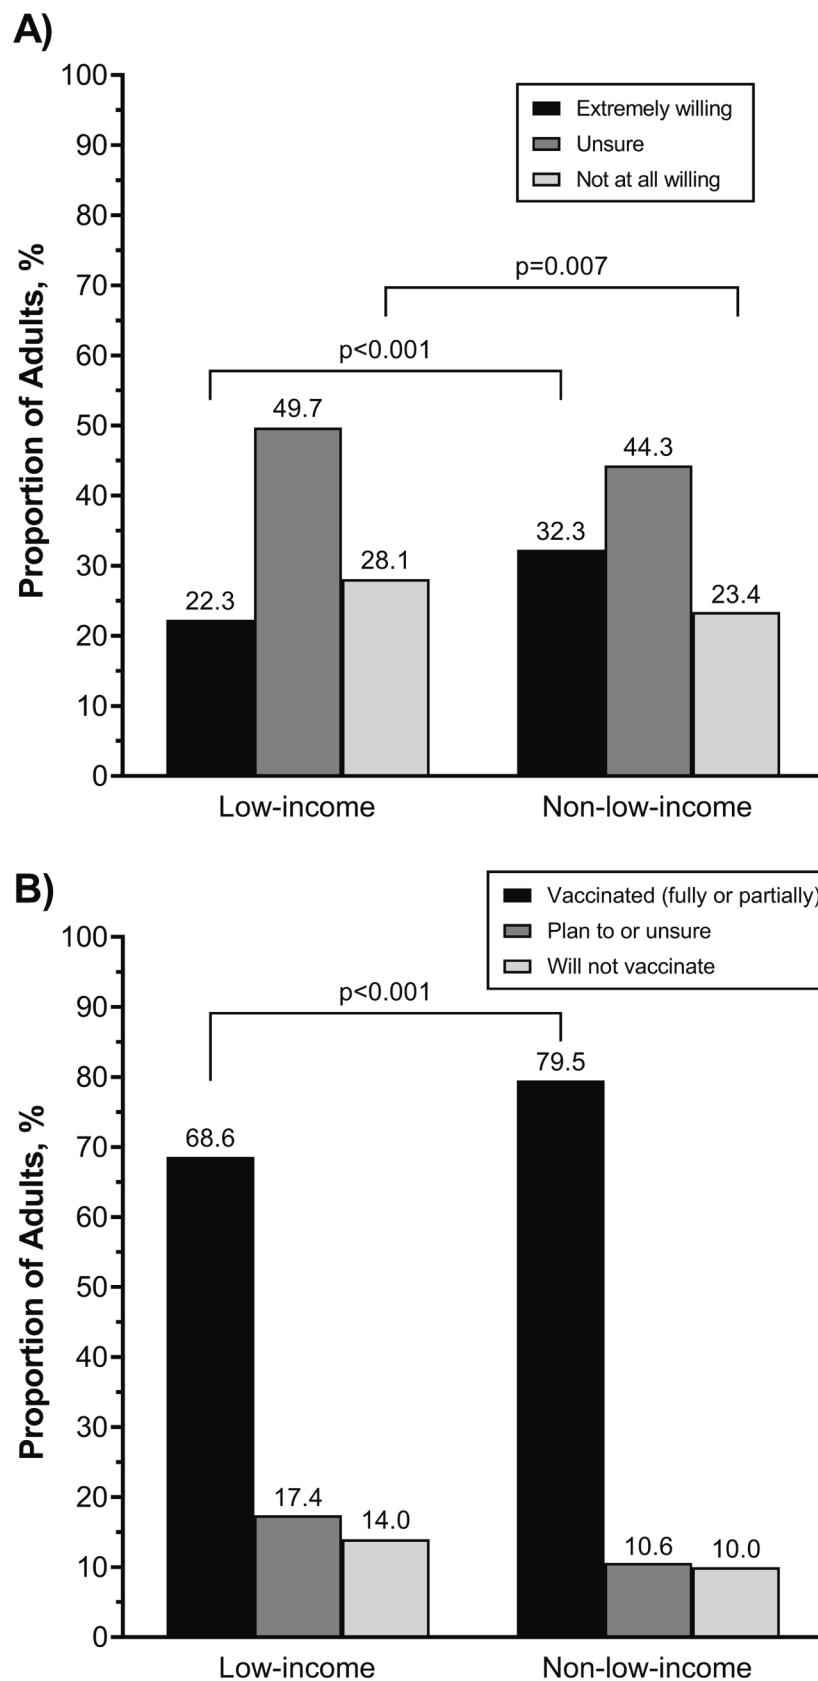 A)
Proportion of Adults, %
100
90
80
70
60
50
40
30
20
10
0
Extremely willing
Unsure
Not at all willing
p=0.007
p<0.001
22.3
49.7
28.1
32.3
44.3
23.4
Low-income
Non-low-income
B)
Proportion of Adults, %
100
90
80
70
60
50
40
30
20
10
0
Vaccinated (fully or partially)
Plan to or unsure
Will not vaccinate
p<0.001
68.6
17.4
14.0
79.5
10.6
10.0
Low-income
Non-low-income